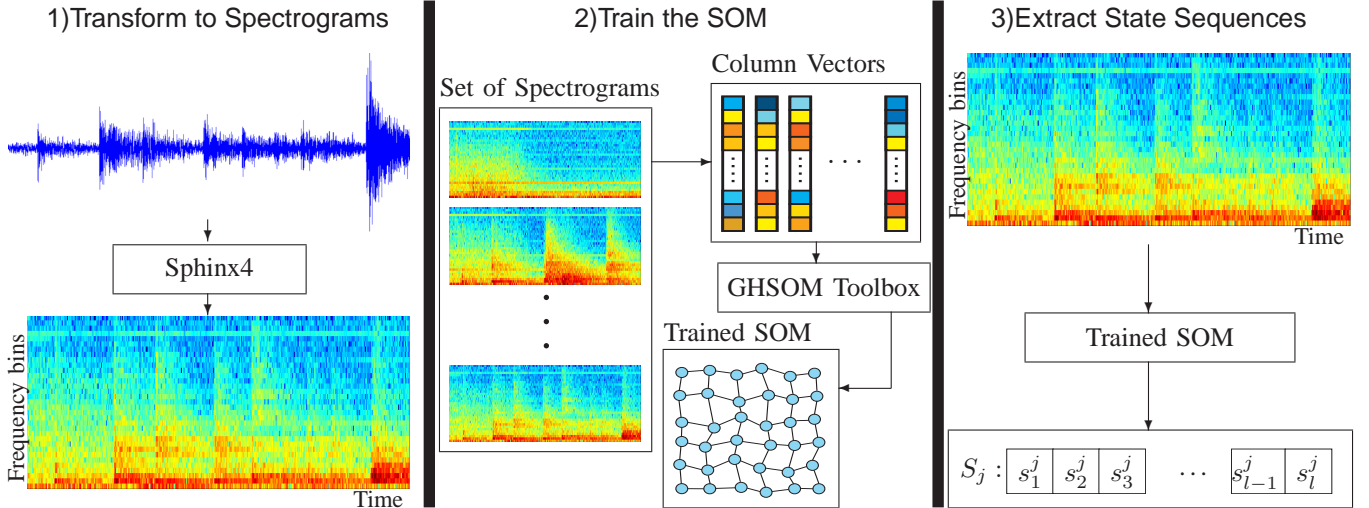 1)Transform to Spectrograms
Sphinx4
Frequency bins
Time
2)Train the SOM
Set of Spectrograms
Column Vectors
GHSOM Toolbox
Trained SOM
3)Extract State Sequences
Frequency bins
Time
Trained SOM
S_j : s_1^j s_2^j s_3^j ··· s_{l−1}^j s_l^j